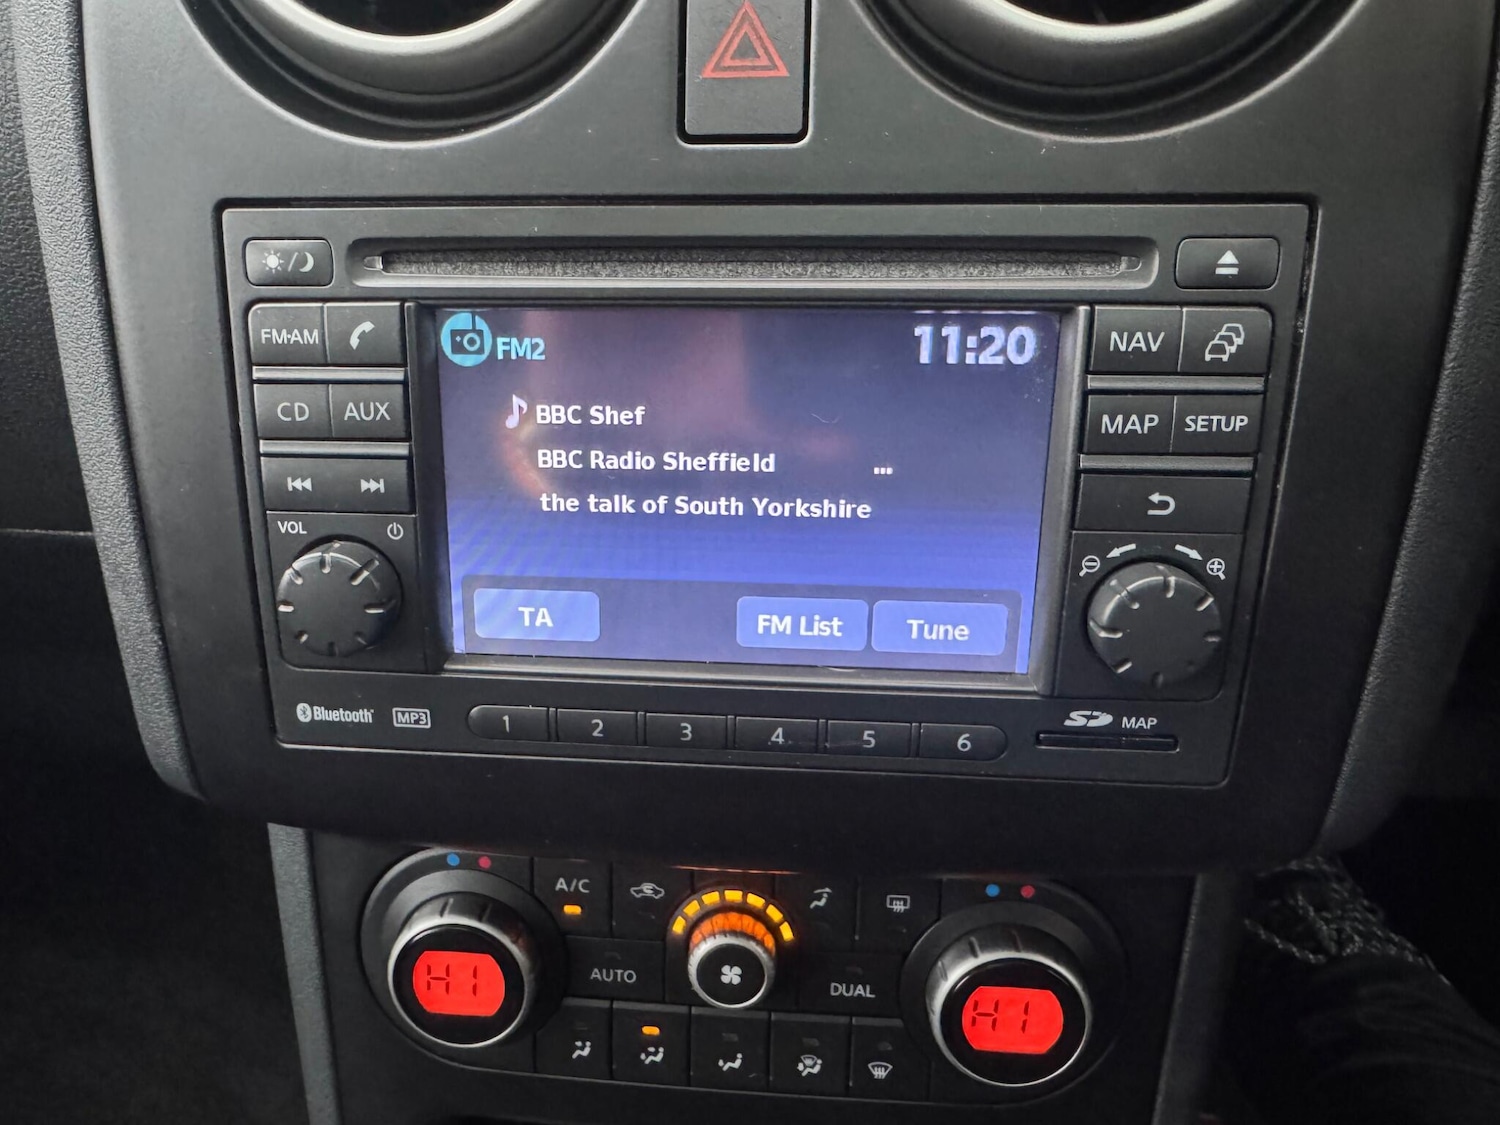 FM·AM
CD AUX
VOL
FM2 11:20
BBC Shef
BBC Radio Sheffield ...
the talk of South Yorkshire
TA FM List Tune
NAV
MAP SETUP
Bluetooth MP3
1 2 3 4 5 6
SD MAP
A/C
AUTO
DUAL
HI
HI